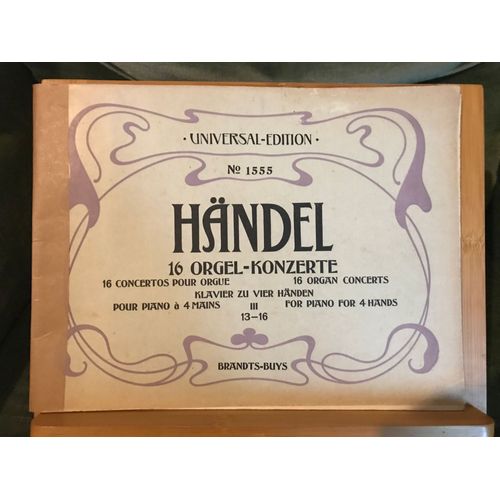 · UNIVERSAL-EDITION ·
No 1555
HÄNDEL
16 ORGEL-KONZERTE
16 CONCERTOS POUR ORGUE 16 ORGAN CONCERTS
KLAVIER ZU VIER HÄNDEN
POUR PIANO À 4 MAINS III FOR PIANO FOR 4 HANDS
13-16
BRANDTS-BUYS